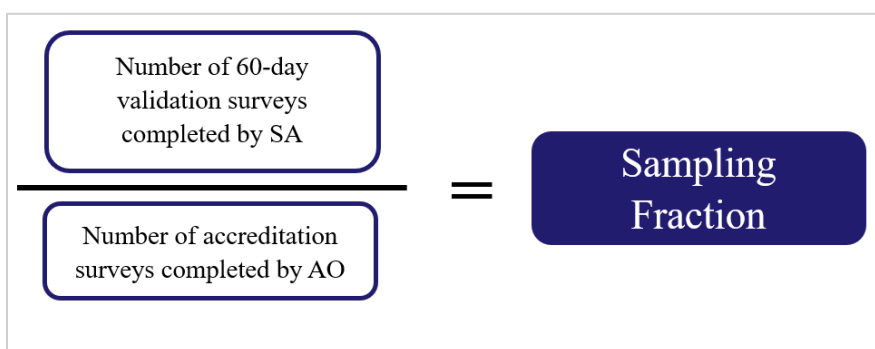 Number of 60-day
validation surveys
completed by SA
Number of accreditation
surveys completed by AO
=
Sampling
Fraction